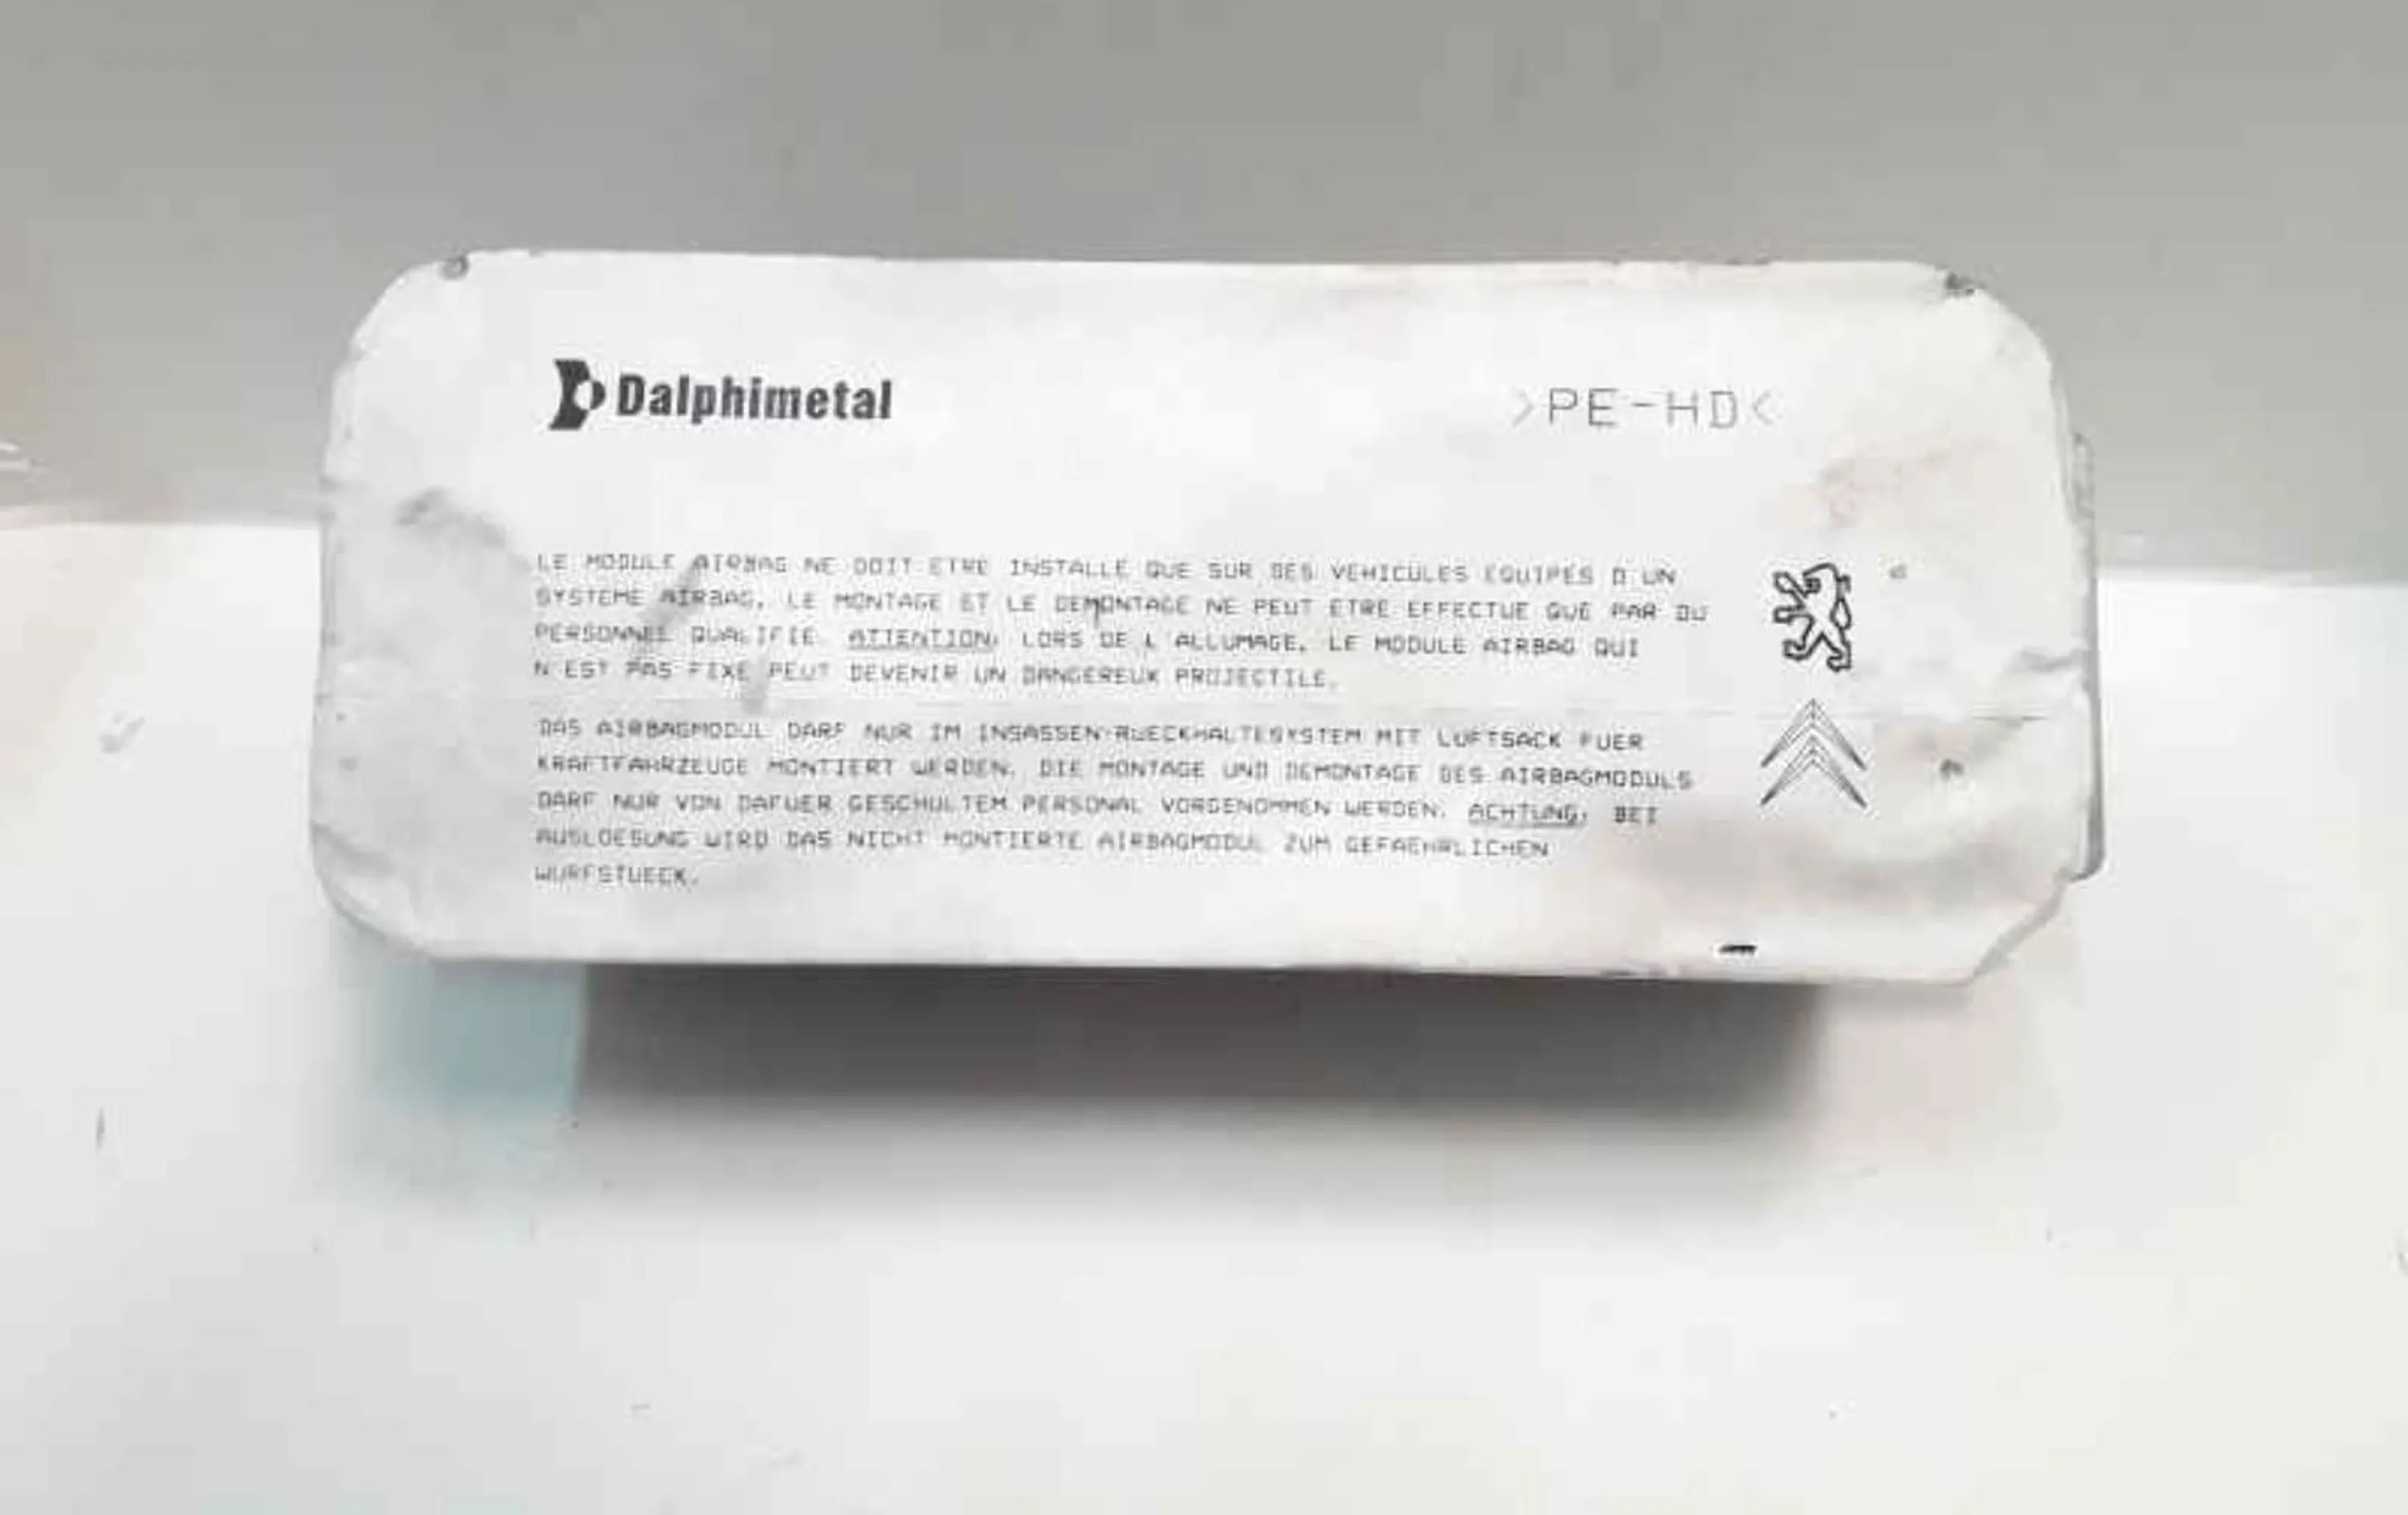 Dalphimetal
>PE-HD<
LE MODULE AIRBAG NE DOIT ETRE INSTALLE QUE SUR DES VEHICULES EQUIPES D UN
SYSTEME AIRBAG. LE MONTAGE ET LE DEMONTAGE NE PEUT ETRE EFFECTUE QUE PAR DU
PERSONNEL QUALIFIE. ATTENTION: LORS DE L ALLUMAGE, LE MODULE AIRBAG QUI
N EST PAS FIXE PEUT DEVENIR UN DANGEREUX PROJECTILE.
DAS AIRBAGMODUL DARF NUR IM INSASSEN-RUECKHALTESYSTEM MIT LUFTSACK FUER
KRAFTFAHRZEUGE MONTIERT WERDEN. DIE MONTAGE UND DEMONTAGE DES AIRBAGMODULS
DARF NUR VON DAFUER GESCHULTEM PERSONAL VORGENOMMEN WERDEN. ACHTUNG: BEI
AUSLOESUNG WIRD DAS NICHT MONTIERTE AIRBAGMODUL ZUM GEFAEHRLICHEN
WURFSTUECK.